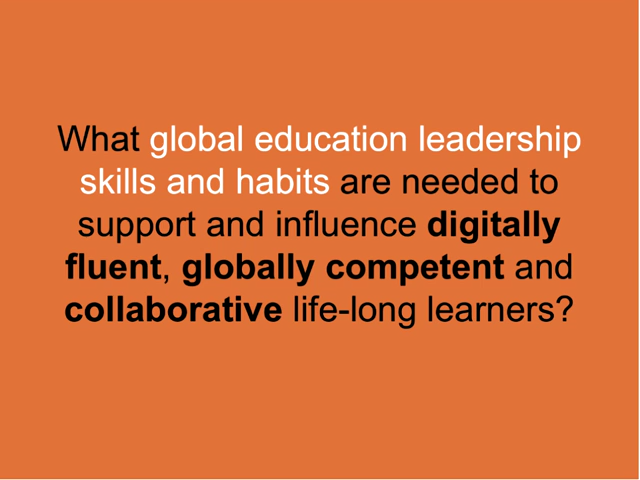 What global education leadership
skills and habits are needed to
support and influence digitally
fluent, globally competent and
collaborative life-long learners?